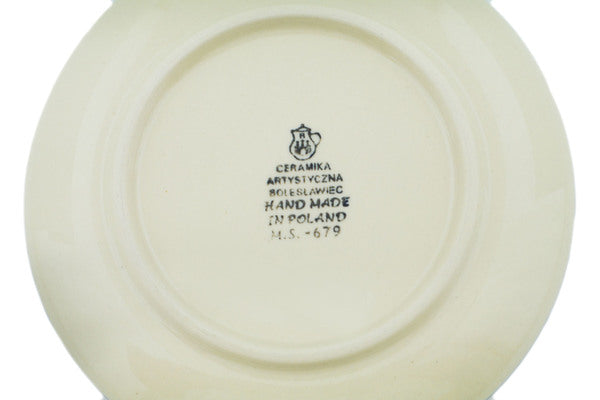 CERAMIKA
ARTYSTYCZNA
BOLESŁAWIEC
HAND MADE
IN POLAND
M.S. -679